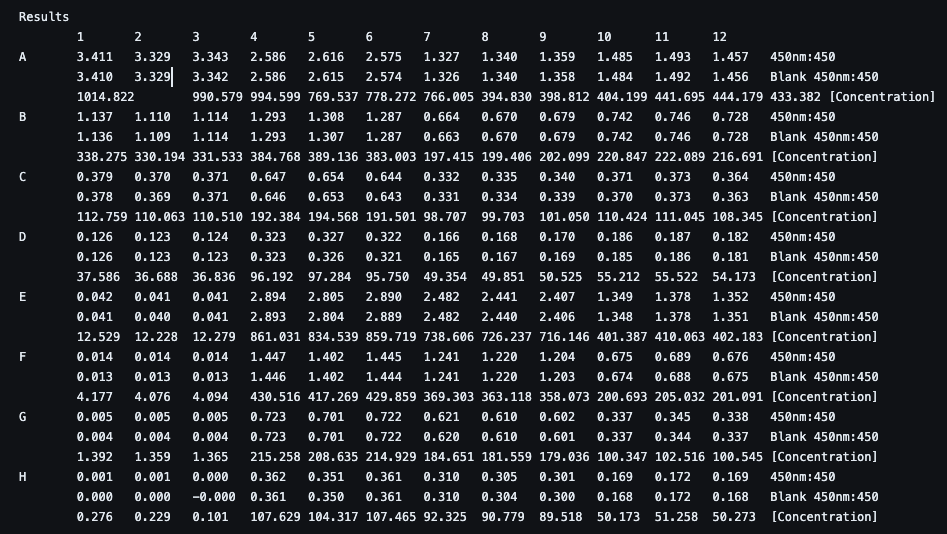 Results
1 2 3 4 5 6 7 8 9 10 11 12
A 3.411 3.329 3.343 2.586 2.616 2.575 1.327 1.340 1.359 1.485 1.493 1.457 450nm:450
3.410 3.329 3.342 2.586 2.615 2.574 1.326 1.340 1.358 1.484 1.492 1.456 Blank 450nm:450
1014.822 990.579 994.599 769.537 778.272 766.005 394.830 398.812 404.199 441.695 444.179 433.382 [Concentration]
B 1.137 1.110 1.114 1.293 1.308 1.287 0.664 0.670 0.679 0.742 0.746 0.728 450nm:450
1.136 1.109 1.114 1.293 1.307 1.287 0.663 0.670 0.679 0.742 0.746 0.728 Blank 450nm:450
338.275 330.194 331.533 384.768 389.136 383.003 197.415 199.406 202.099 220.847 222.089 216.691 [Concentration]
C 0.379 0.370 0.371 0.647 0.654 0.644 0.332 0.335 0.340 0.371 0.373 0.364 450nm:450
0.378 0.369 0.371 0.646 0.653 0.643 0.331 0.334 0.339 0.370 0.373 0.363 Blank 450nm:450
112.759 110.063 110.510 192.384 194.568 191.501 98.707 99.703 101.050 110.424 111.045 108.345 [Concentration]
D 0.126 0.123 0.124 0.323 0.327 0.322 0.166 0.168 0.170 0.186 0.187 0.182 450nm:450
0.126 0.123 0.123 0.323 0.326 0.321 0.165 0.167 0.169 0.185 0.186 0.181 Blank 450nm:450
37.586 36.688 36.836 96.192 97.284 95.750 49.354 49.851 50.525 55.212 55.522 54.173 [Concentration]
E 0.042 0.041 0.041 2.894 2.805 2.890 2.482 2.441 2.407 1.349 1.378 1.352 450nm:450
0.041 0.040 0.041 2.893 2.804 2.889 2.482 2.440 2.406 1.348 1.378 1.351 Blank 450nm:450
12.529 12.228 12.279 861.031 834.539 859.719 738.606 726.237 716.146 401.387 410.063 402.183 [Concentration]
F 0.014 0.014 0.014 1.447 1.402 1.445 1.241 1.220 1.204 0.675 0.689 0.676 450nm:450
0.013 0.013 0.013 1.446 1.402 1.444 1.241 1.220 1.203 0.674 0.688 0.675 Blank 450nm:450
4.177 4.076 4.094 430.516 417.269 429.859 369.303 363.118 358.073 200.693 205.032 201.091 [Concentration]
G 0.005 0.005 0.005 0.723 0.701 0.722 0.621 0.610 0.602 0.337 0.345 0.338 450nm:450
0.004 0.004 0.004 0.723 0.701 0.722 0.620 0.610 0.601 0.337 0.344 0.337 Blank 450nm:450
1.392 1.359 1.365 215.258 208.635 214.929 184.651 181.559 179.036 100.347 102.516 100.545 [Concentration]
H 0.001 0.001 0.000 0.362 0.351 0.361 0.310 0.305 0.301 0.169 0.172 0.169 450nm:450
0.000 0.000 -0.000 0.361 0.350 0.361 0.310 0.304 0.300 0.168 0.172 0.168 Blank 450nm:450
0.276 0.229 0.101 107.629 104.317 107.465 92.325 90.779 89.518 50.173 51.258 50.273 [Concentration]